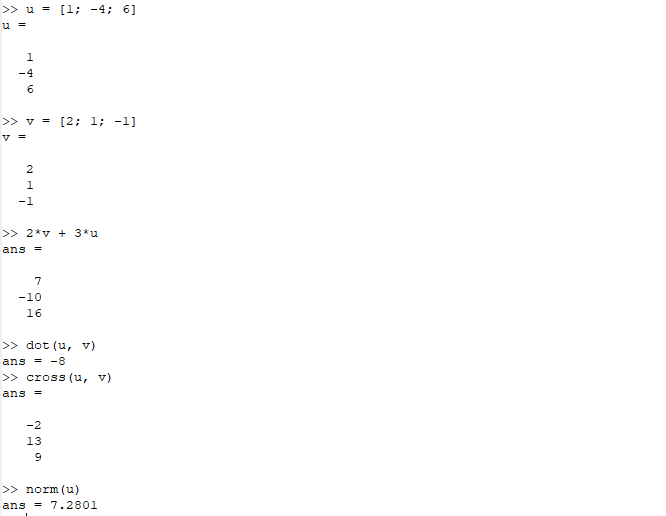 >> u = [1; -4; 6]
u =
1
-4
6
>> v = [2; 1; -1]
v =
2
1
-1
>> 2*v + 3*u
ans =
7
-10
16
>> dot(u, v)
ans = -8
>> cross(u, v)
ans =
-2
13
9
>> norm(u)
ans = 7.2801